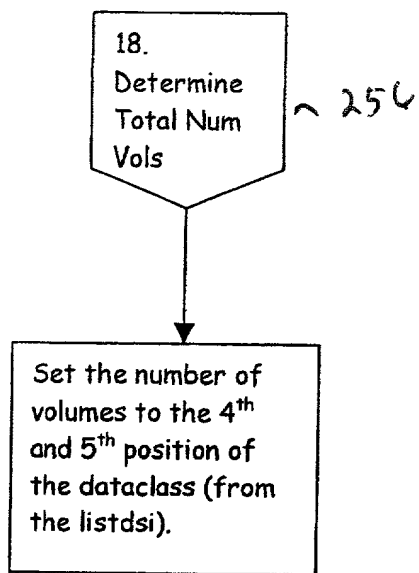 18.
Determine
Total Num
Vols
Set the number of
volumes to the 4th
and 5th position of
the dataclass (from
the listdsi).